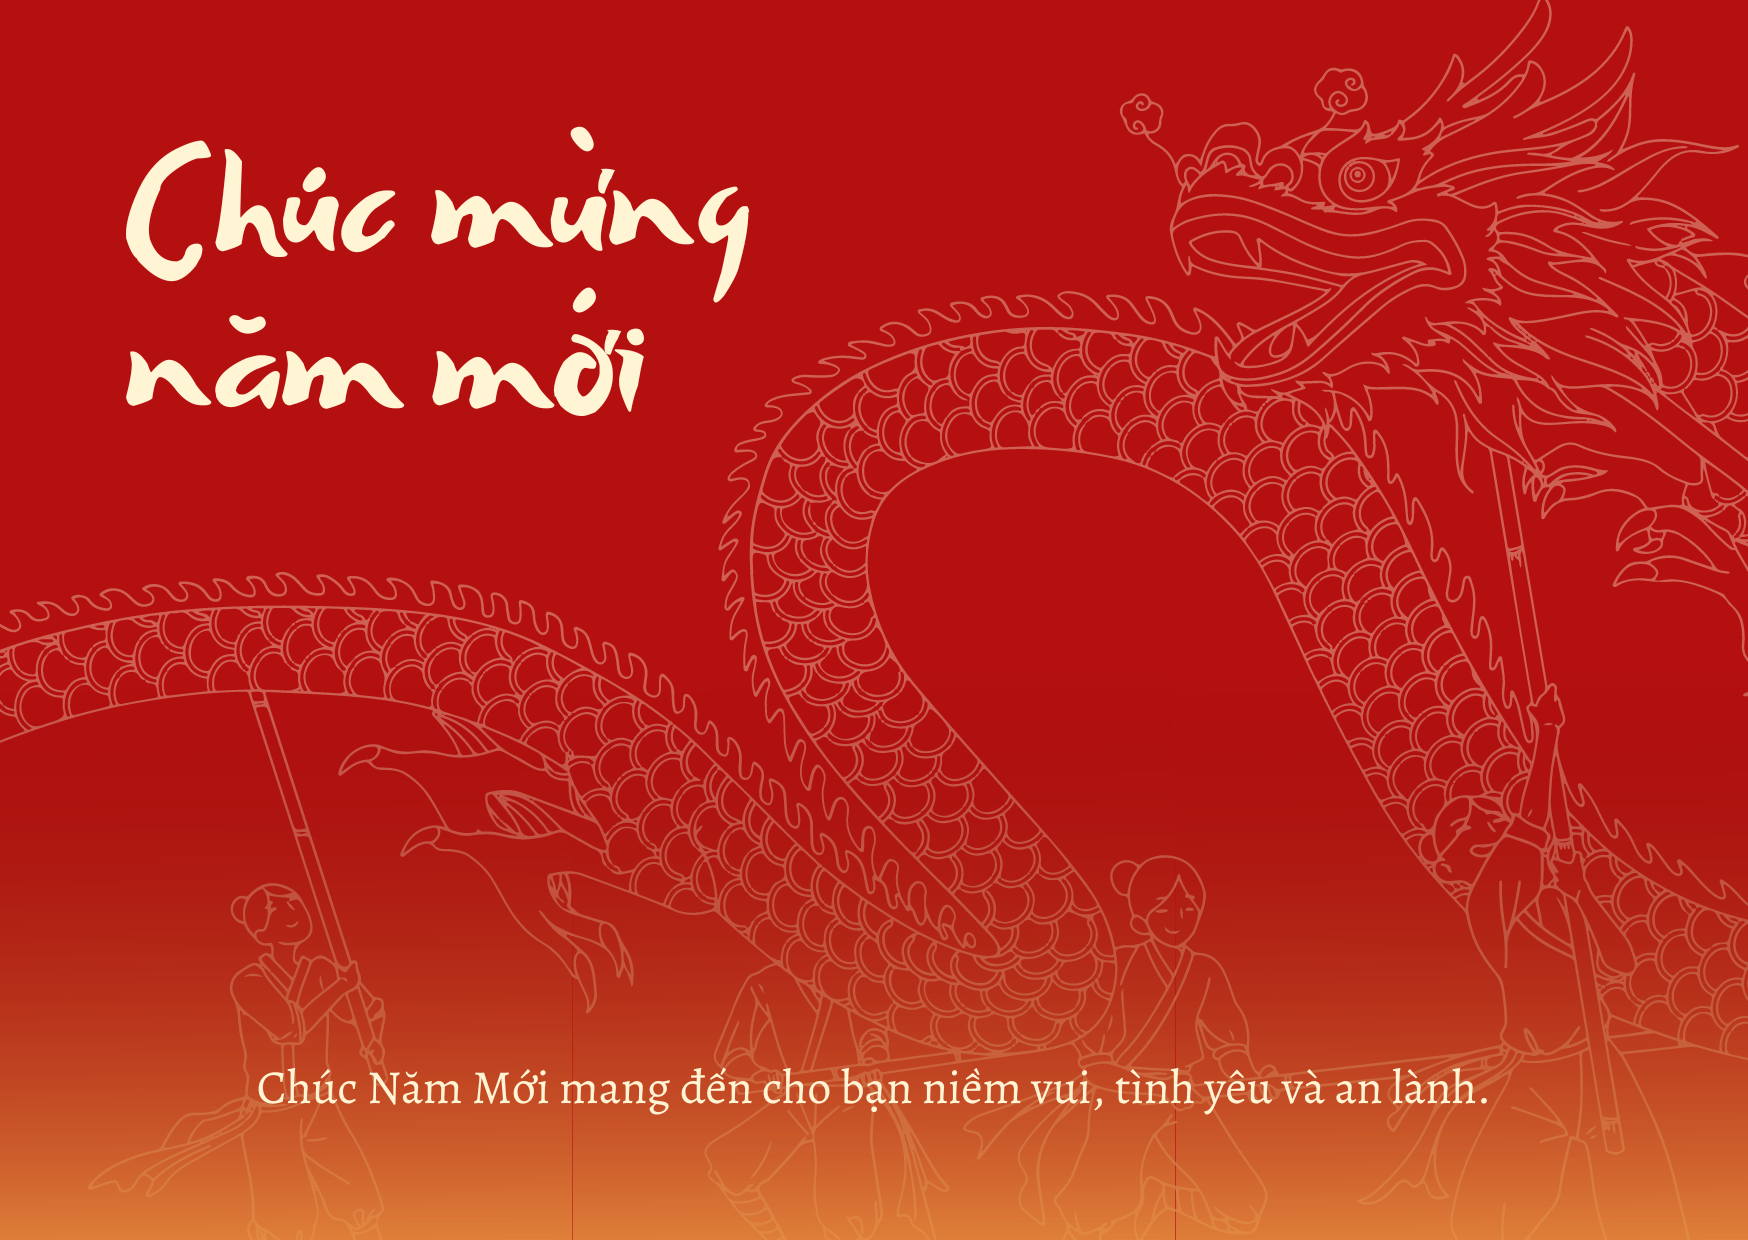 Chúc mừng
năm mới
Chúc Năm Mới mang đến cho bạn niềm vui, tình yêu và an lành.